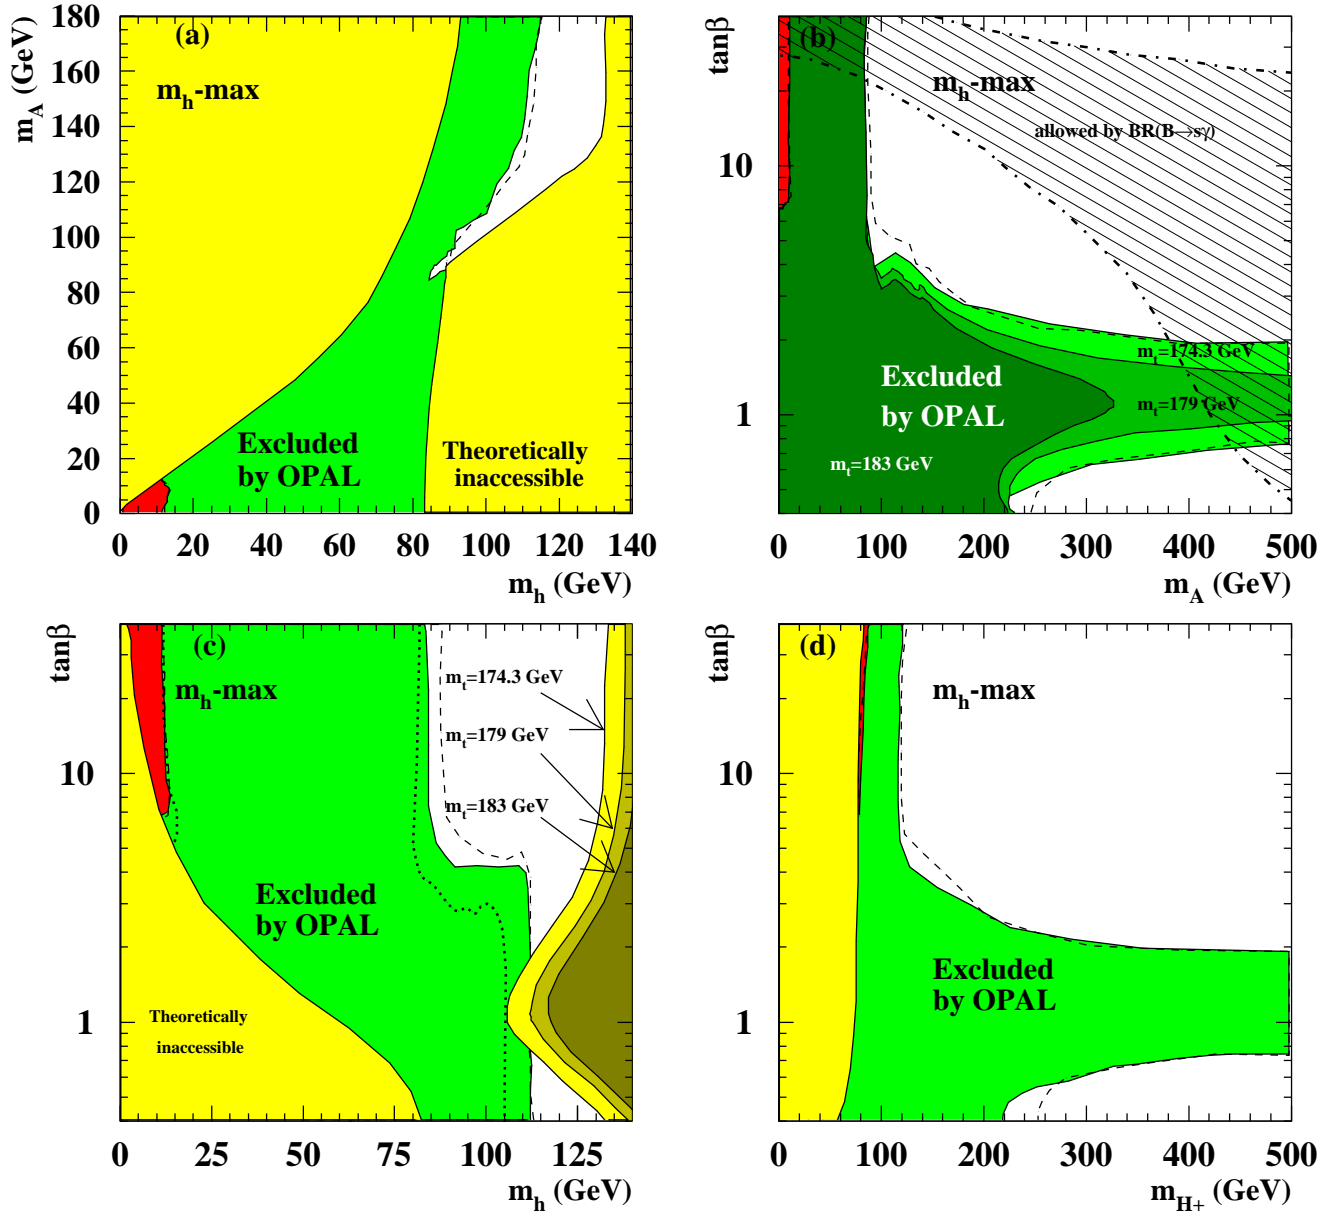 (a)
m_h-max
Excluded
by OPAL
Theoretically
inaccessible
m_A (GeV)
180
160
140
120
100
80
60
40
20
0
0 20 40 60 80 100 120 140
m_h (GeV)
(b)
m_h-max
allowed by BR(B→sγ)
m_t=174.3 GeV
m_t=179 GeV
Excluded
by OPAL
m_t=183 GeV
tanβ
10
1
0 100 200 300 400 500
m_A (GeV)
(c)
m_h-max
m_t=174.3 GeV
m_t=179 GeV
m_t=183 GeV
Excluded
by OPAL
Theoretically
inaccessible
tanβ
10
1
0 25 50 75 100 125
m_h (GeV)
(d)
m_h-max
Excluded
by OPAL
tanβ
10
1
0 100 200 300 400 500
m_H+ (GeV)